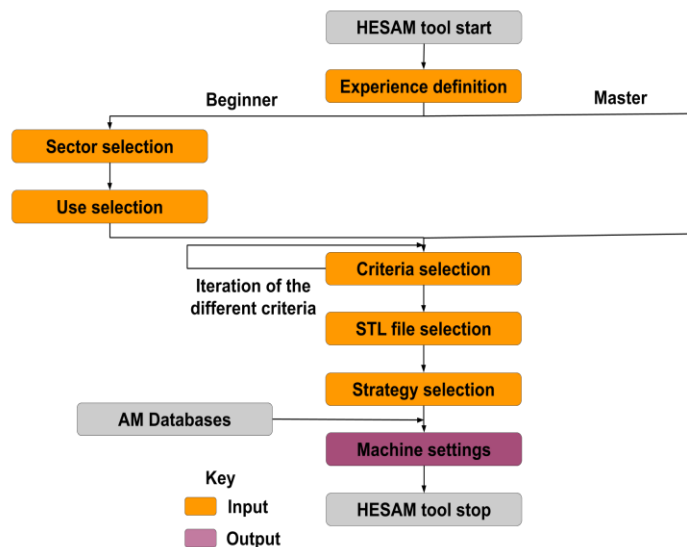 HESAM tool start
Experience definition
Beginner
Master
Sector selection
Use selection
Criteria selection
Iteration of the
different criteria
STL file selection
Strategy selection
AM Databases
Machine settings
Key
Input
HESAM tool stop
Output